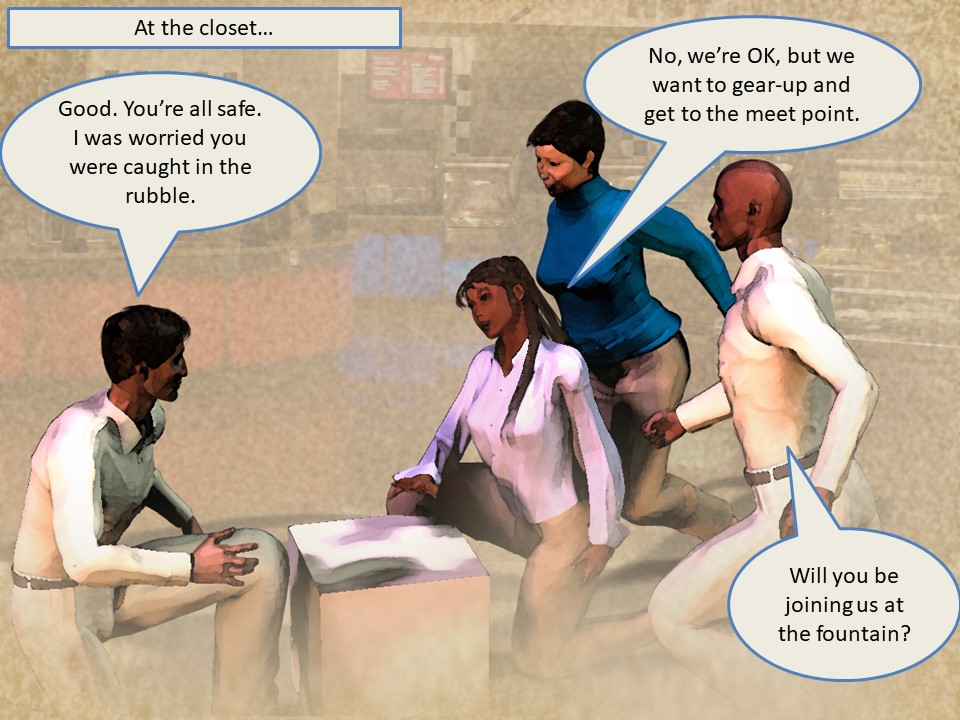 At the closet…
Good. You're all safe.
I was worried you
were caught in the
rubble.
No, we're OK, but we
want to gear-up and
get to the meet point.
Will you be
joining us at
the fountain?